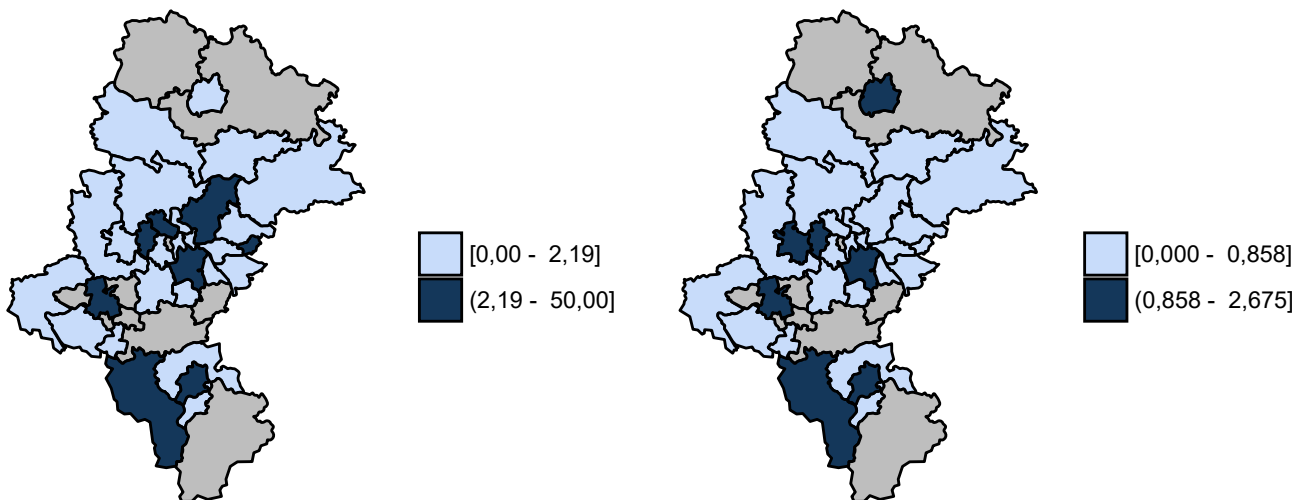 [0,00 - 2,19]
(2,19 - 50,00]
[0,000 - 0,858]
(0,858 - 2,675]